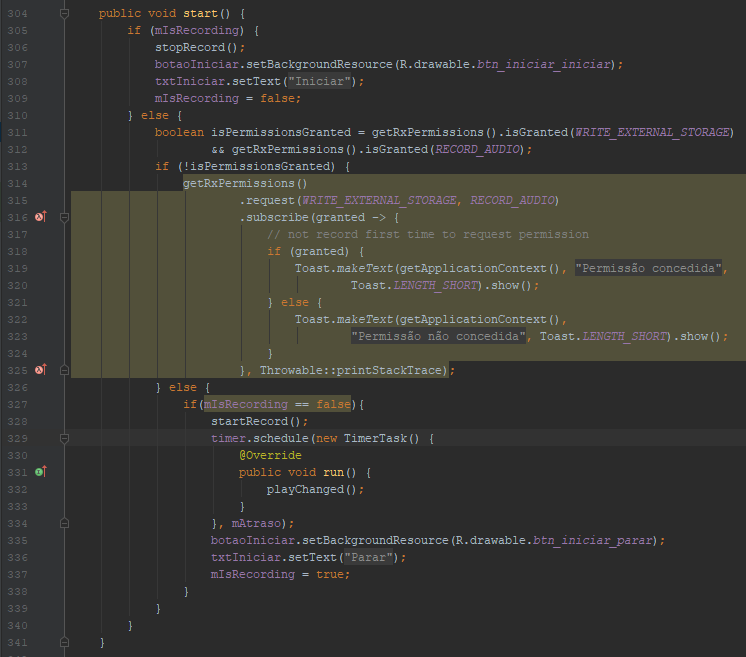 304 public void start() {
305 if (mIsRecording) {
306 stopRecord();
307 botaoIniciar.setBackgroundResource(R.drawable.btn_iniciar_iniciar);
308 txtIniciar.setText("Iniciar");
309 mIsRecording = false;
310 } else {
311 boolean isPermissionsGranted = getRxPermissions().isGranted(WRITE_EXTERNAL_STORAGE)
312 && getRxPermissions().isGranted(RECORD_AUDIO);
313 if (!isPermissionsGranted) {
314 getRxPermissions()
315 .request(WRITE_EXTERNAL_STORAGE, RECORD_AUDIO)
316 .subscribe(granted -> {
317 // not record first time to request permission
318 if (granted) {
319 Toast.makeText(getApplicationContext(), "Permissão concedida",
320 Toast.LENGTH_SHORT).show();
321 } else {
322 Toast.makeText(getApplicationContext(),
323 "Permissão não concedida", Toast.LENGTH_SHORT).show();
324 }
325 }, Throwable::printStackTrace);
326 } else {
327 if(mIsRecording == false){
328 startRecord();
329 timer.schedule(new TimerTask() {
330 @Override
331 public void run() {
332 playChanged();
333 }
334 }, mAtraso);
335 botaoIniciar.setBackgroundResource(R.drawable.btn_iniciar_parar);
336 txtIniciar.setText("Parar");
337 mIsRecording = true;
338 }
339 }
340 }
341 }